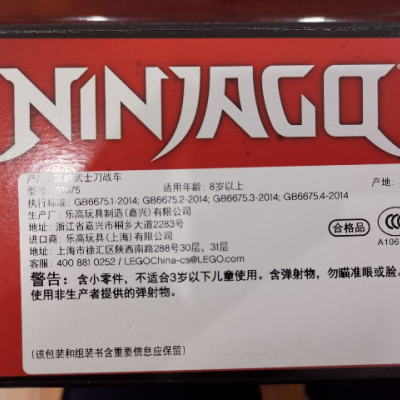 NINJAGO
产 武士刀战车
型 70675 适用年龄: 8岁以上 产地:
执行标准: GB6675.1-2014; GB6675.2-2014; GB6675.3-2014; GB6675.4-2014
生产厂: 乐高玩具制造(嘉兴)有限公司
地址: 浙江省嘉兴市桐乡大道2283号
进口商: 乐高玩具(上海)有限公司
地址: 上海市徐汇区陕西南路288号30层, 31层
客服: 400 881 0252 / LEGOChina-cs@LEGO.com
合格品
CCC
A106
警告: 含小零件, 不适合3岁以下儿童使用。含弹射物, 勿瞄准眼或脸。
使用非生产者提供的弹射物。
(该包装和组装书含重要信息应保留)